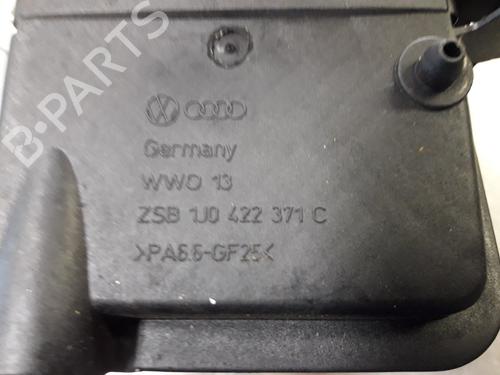 B-PARTS
Germany
WWO 13
ZSB 1J0 422 371 C
>PA6.6-GF25<